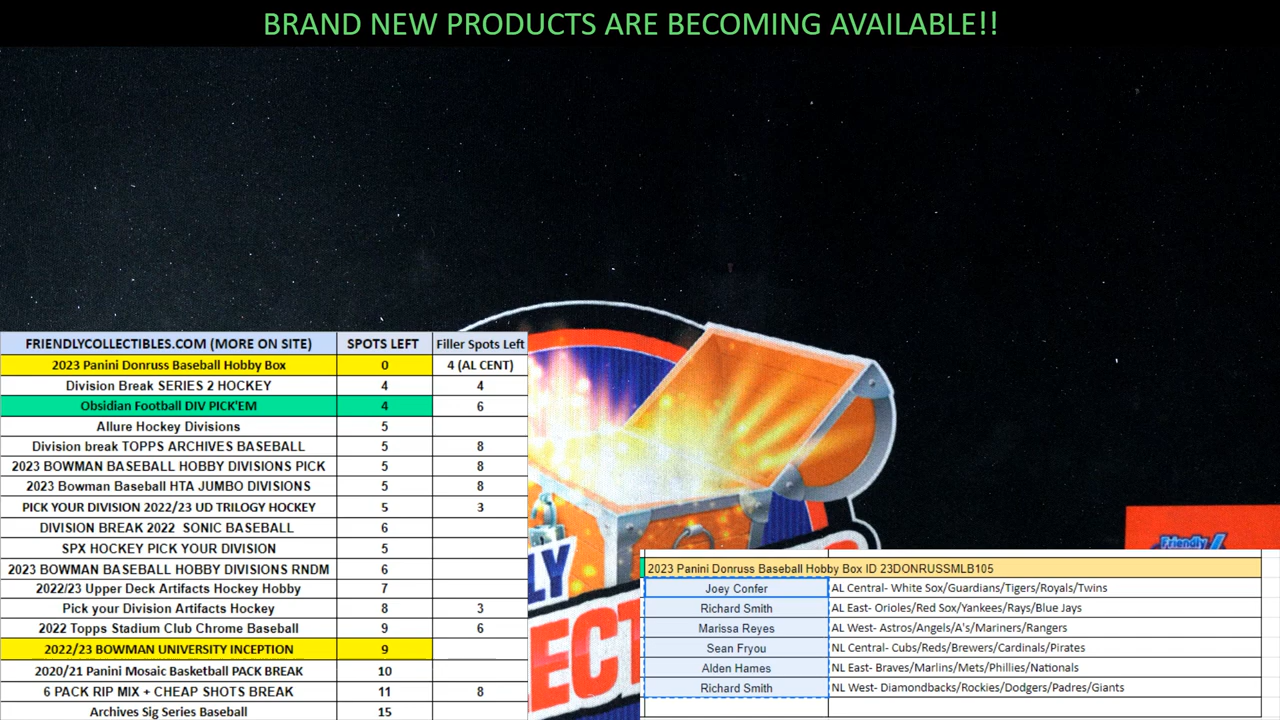 BRAND NEW PRODUCTS ARE BECOMING AVAILABLE!!
FRIENDLYCOLLECTIBLES.COM (MORE ON SITE) SPOTS LEFT Filler Spots Left
2023 Panini Donruss Baseball Hobby Box 0 4 (AL CENT)
Division Break SERIES 2 HOCKEY 4 4
Obsidian Football DIV PICK'EM 4 6
Allure Hockey Divisions 5
Division break TOPPS ARCHIVES BASEBALL 5 8
2023 BOWMAN BASEBALL HOBBY DIVISIONS PICK 5 8
2023 Bowman Baseball HTA JUMBO DIVISIONS 5 8
PICK YOUR DIVISION 2022/23 UD TRILOGY HOCKEY 5 3
DIVISION BREAK 2022 SONIC BASEBALL 6
SPX HOCKEY PICK YOUR DIVISION 5
2023 BOWMAN BASEBALL HOBBY DIVISIONS RNDM 6
2022/23 Upper Deck Artifacts Hockey Hobby 7
Pick your Division Artifacts Hockey 8 3
2022 Topps Stadium Club Chrome Baseball 9 6
2022/23 BOWMAN UNIVERSITY INCEPTION 9
2020/21 Panini Mosaic Basketball PACK BREAK 10
6 PACK RIP MIX + CHEAP SHOTS BREAK 11 8
Archives Sig Series Baseball 15
LY
ECT
Friendly
2023 Panini Donruss Baseball Hobby Box ID 23DONRUSSMLB105
Joey Confer AL Central- White Sox/Guardians/Tigers/Royals/Twins
Richard Smith AL East- Orioles/Red Sox/Yankees/Rays/Blue Jays
Marissa Reyes AL West- Astros/Angels/A's/Mariners/Rangers
Sean Fryou NL Central- Cubs/Reds/Brewers/Cardinals/Pirates
Alden Hames NL East- Braves/Marlins/Mets/Phillies/Nationals
Richard Smith NL West- Diamondbacks/Rockies/Dodgers/Padres/Giants